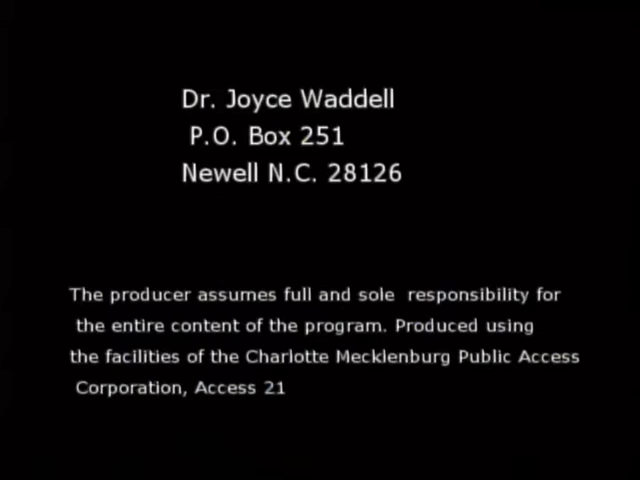 Dr. Joyce Waddell
P.O. Box 251
Newell N.C. 28126
The producer assumes full and sole responsibility for
the entire content of the program. Produced using
the facilities of the Charlotte Mecklenburg Public Access
Corporation, Access 21